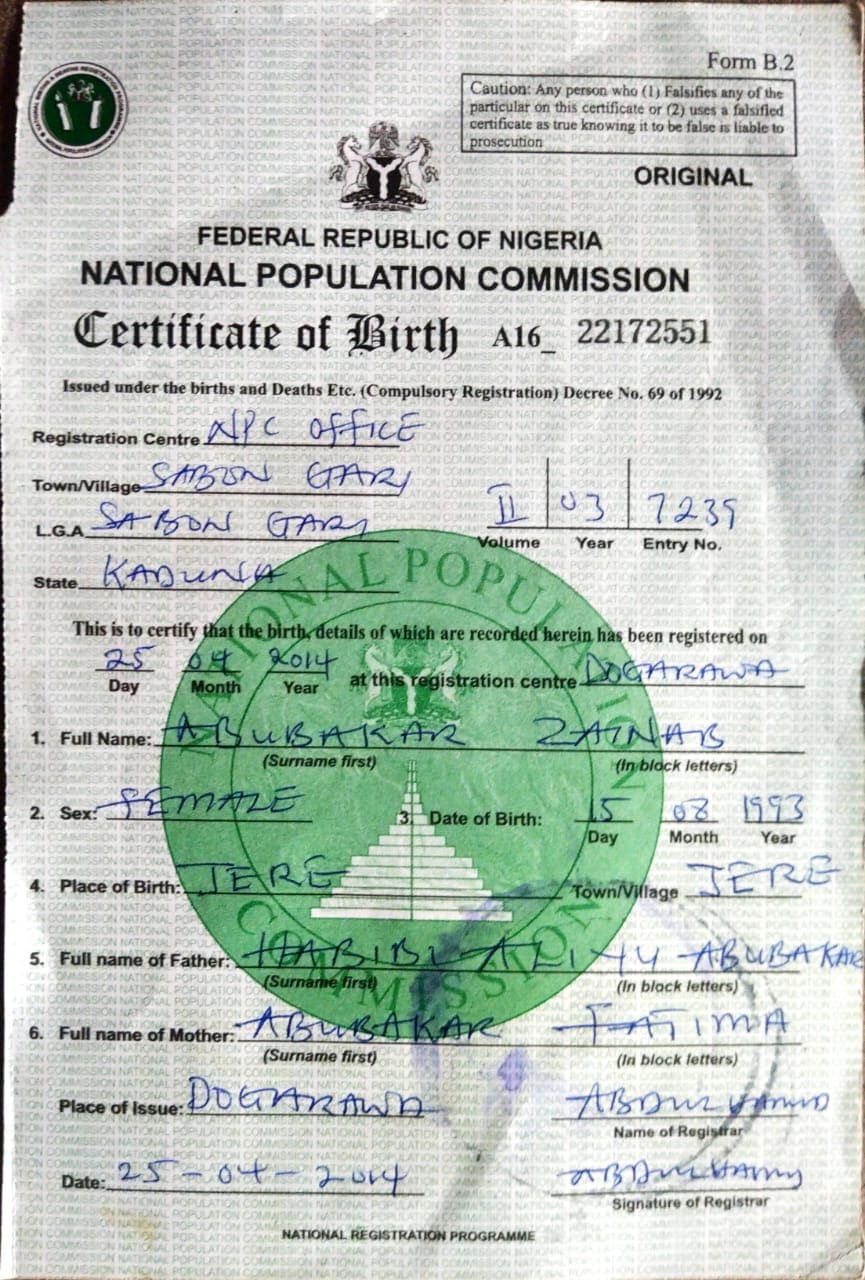 Form B.2
Caution: Any person who (1) Falsifies any of the
particular on this certificate or (2) uses a falsified
certificate as true knowing it to be false is liable to
prosecution
ORIGINAL
FEDERAL REPUBLIC OF NIGERIA
NATIONAL POPULATION COMMISSION
Certificate of Birth A16_ 22172551
Issued under the births and Deaths Etc. (Compulsory Registration) Decree No. 69 of 1992
Registration Centre NPC OFFICE
Town/Village SABON GARI
L.G.A SABON GARI
II 03 7239
Volume Year Entry No.
State KADUNA
NATIONAL POPULATION COMMISSION
This is to certify that the birth, details of which are recorded herein has been registered on
25 04 2014 at this registration centre DOGARAWA
Day Month Year
1. Full Name: ABUBAKAR ZAINAB
(Surname first) (In block letters)
2. Sex: FEMALE 3. Date of Birth: 15 08 1993
Day Month Year
4. Place of Birth: JERE Town/Village JERE
5. Full name of Father: HABIBU ALIYU ABUBAKAR
(Surname first) (In block letters)
6. Full name of Mother: ABUBAKAR FATIMA
(Surname first) (In block letters)
Place of Issue: DOGARAWA ABDULHAMID
Name of Registrar
Date: 25-04-2014
Signature of Registrar
NATIONAL REGISTRATION PROGRAMME